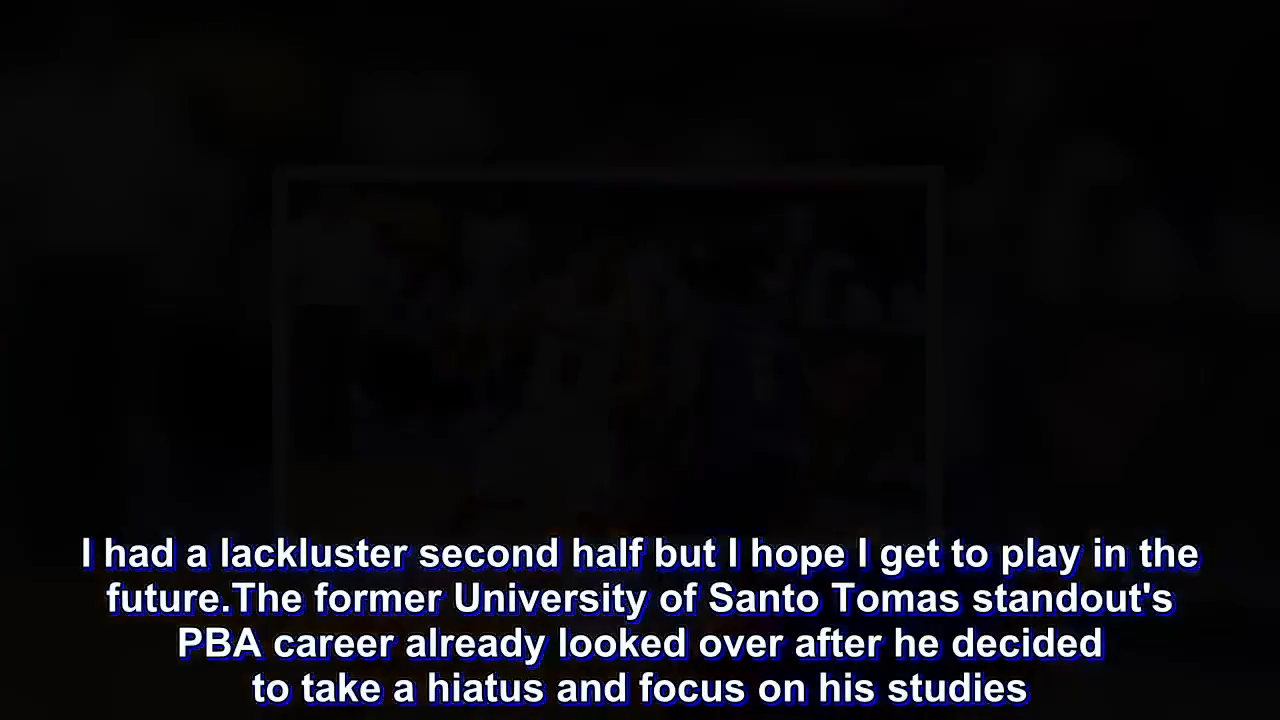 I had a lackluster second half but I hope I get to play in the
future.The former University of Santo Tomas standout's
PBA career already looked over after he decided
to take a hiatus and focus on his studies